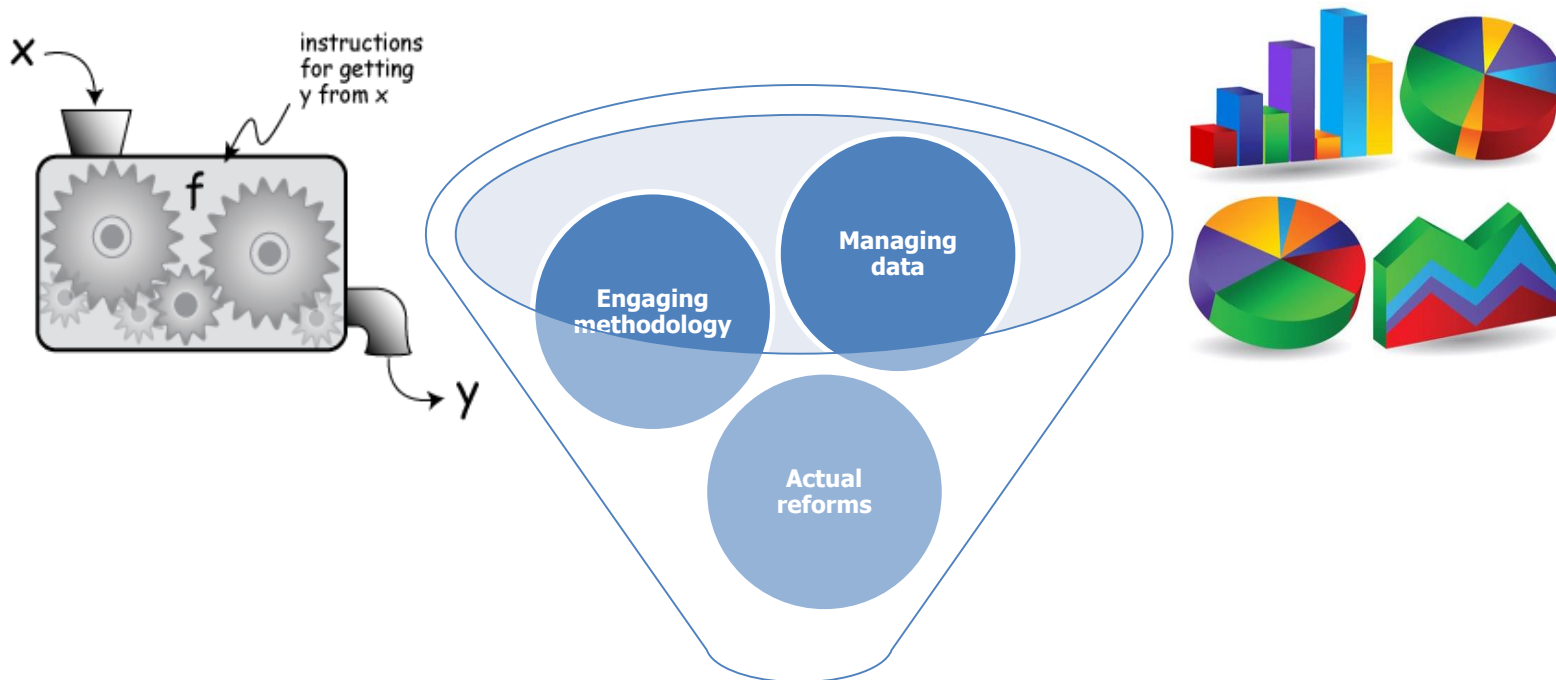 x
instructions
for getting
y from x
f
y
Managing
data
Engaging
methodology
Actual
reforms